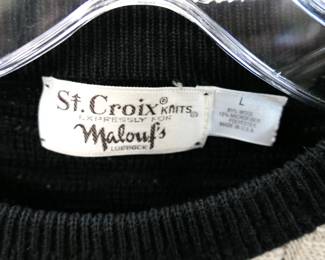 St. Croix® KNITS
EXPRESSLY FOR
Malouf's
LUBBOCK
L
MADE IN U.S.A.